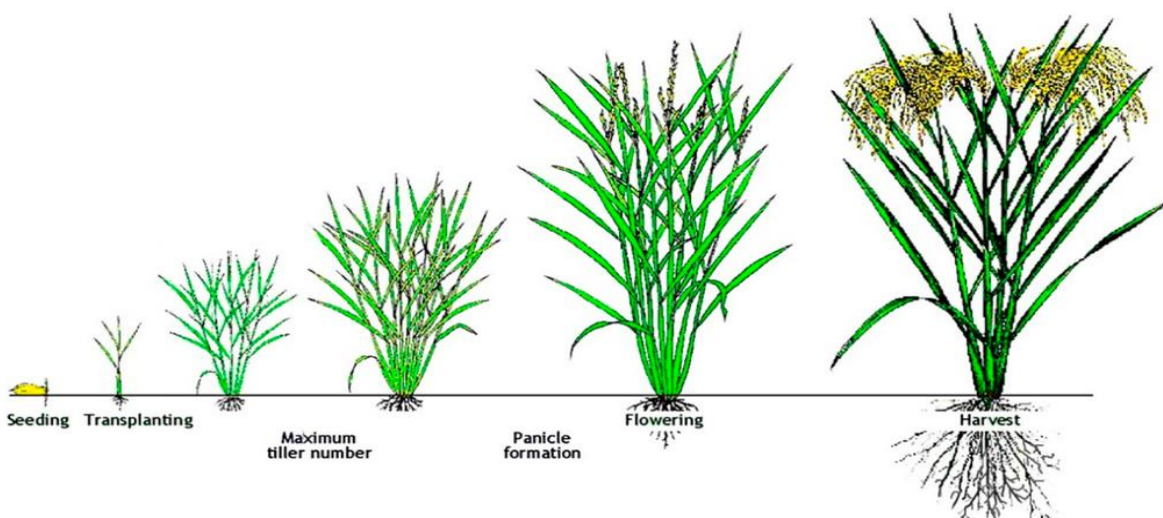 Seeding
Transplanting
Maximum
tiller number
Panicle
formation
Flowering
Harvest